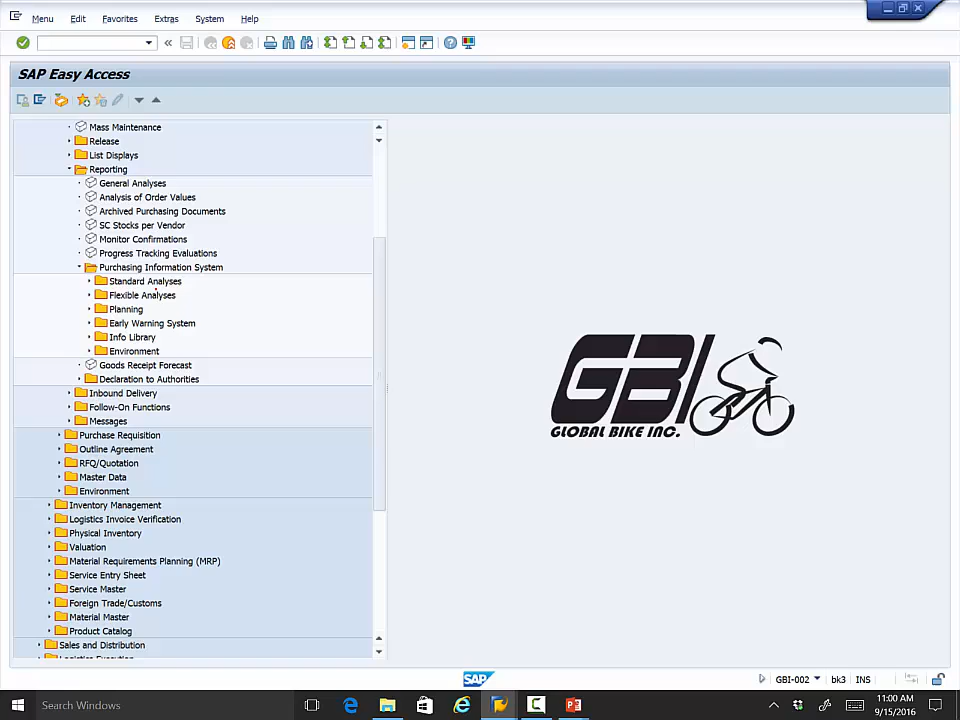 Menu Edit Favorites Extras System Help
SAP Easy Access
Mass Maintenance
Release
List Displays
Reporting
General Analyses
Analysis of Order Values
Archived Purchasing Documents
SC Stocks per Vendor
Monitor Confirmations
Progress Tracking Evaluations
Purchasing Information System
Standard Analyses
Flexible Analyses
Planning
Early Warning System
Info Library
Environment
Goods Receipt Forecast
Declaration to Authorities
Inbound Delivery
Follow-On Functions
Messages
Purchase Requisition
Outline Agreement
RFQ/Quotation
Master Data
Environment
Inventory Management
Logistics Invoice Verification
Physical Inventory
Valuation
Material Requirements Planning (MRP)
Service Entry Sheet
Service Master
Foreign Trade/Customs
Material Master
Product Catalog
Sales and Distribution
Logistics Execution
GBI
GLOBAL BIKE INC.
SAP
GBI-002 bk3 INS
Search Windows
11:00 AM
9/15/2016